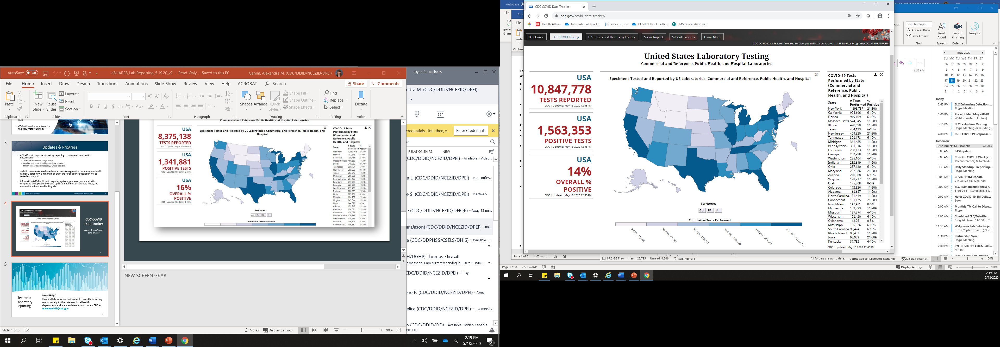 AutoSave Off eSHARES_Lab Reporting_5.19.20_v2 - Read-Only - Saved to this PC
Ganim, Alexandra M. (CDC/DDID/NCEZID/DPEI)
File Home Insert Draw Design Transitions Animations Slide Show Review View Help ACROBAT Search Share Comments
Paste New Slide Reuse Slides Layout Reset Section
Shapes Arrange Quick Styles Shape Fill Shape Outline Shape Effects Find Replace Select Dictate
Clipboard Slides Font Paragraph Drawing Editing Voice
CDC
• CDC will handle submission to
the HHS Protect System
3
Updates & Progress
• CDC efforts to improve laboratory reporting to states and local health
departments
– Technical assistance and guidance
– Funding to jurisdictional health departments
– Streamlining Federal reporting, where possible
• Jurisdictions are required to submit a 2020 testing plan for COVID-19, which will
explicitly detail how a minimum of 2% of the jurisdiction's population will be
tested each month.
• Informatics staff should start preparing systems, processes, communication
triaging, to anticipate onboarding significant numbers of new data feeds, and
new and non-traditional testing sites.
4
CDC COVID Data Tracker
CDC COVID
Data Tracker
www.cdc.gov/covid-
data-tracker
5
Electronic
Laboratory
Reporting
Need Help?
Hospital laboratories that are not currently reporting
electronically to their state or local health
department and want assistance can contact CDC at
eocevent405@cdc.gov
Commercial and Reference, Public Health, and Hospital Laboratories
USA
8,375,138
TESTS REPORTED
CDC | Updated: May 9 2020 5:45PM
USA
1,341,881
POSITIVE TESTS
CDC | Updated: May 9 2020 5:45PM
USA
16%
OVERALL %
POSITIVE
CDC | Updated: May 9 2020 5:45PM
Specimens Tested and Reported by US Laboratories: Commercial and Reference, Public Health, and
Hospital
Territories
AS GU PR VI
Cumulative Tests Performed
COVID-19 Tests
Performed by State
(Commercial and
Reference, Public
Health, and Hospital)
State # Tests Performed % Positive
New York 1,089,916 21-30%
Florida 702,515 6-10%
California 700,466 6-10%
Massachusetts 460,859 11-20%
Illinois 349,652 21-30%
Tennessee 300,721 6-10%
New Jersey 285,890 31-40%
Texas 283,843 11-20%
Michigan 265,590 11-20%
Pennsylvania 254,183 11-20%
Louisiana 237,233 11-20%
Georgia 223,289 11-20%
Washington 219,453 11-20%
Indiana 188,905 21-30%
Ohio 187,936 6-10%
Maryland 186,757 21-30%
Virginia 145,044 11-20%
Utah 144,320 0-5%
Arizona 139,565 11-20%
Alabama 136,031 11-20%
Colorado 128,059 11-20%
North Carolina 120,368 11-20%
New Mexico 114,239 6-10%
Missouri 106,874 6-10%
Connecticut 106,857 21-30%
NEW SCREEN GRAB
Slide 4 of 5 Notes Display Settings 90%
Skype for Business
ndra M. (CDC/DDID/NCEZID/DPEI)
credentials. Until then, y... Enter Credentials
RELATIONSHIPS NEW
(CDC/DDID/NCEZID/DPEI) - Available - Video...
a L. (CDC/DDID/NCEZID/DPEI) - In a confer...
e S. (CDC/DDID/NCEZID/DPEI) - Inactive 5...
e (CDC/DDID/NCEZID/DHQP) - Away 15 mins
er (Jason) (CDC/DDID/NCEZID/DPEI) - Ina...
e (CDC/DDPHSS/CSELS/DHIS) - Available -...
H/DGHP) Thomas - In a call
r message. I am currently serving in CDC's COVID-...
CDC/DDID/NCEZID/DPEI) - Busy
ene F. (CDC/DDID/NCEZID/DPEI) - Away
elica (CDC/DDID/NCEZID/DPEI) - In a meeti...
(CDC/DDID/OD) - Available - Video Capable
NG OFF
2:19 PM
5/18/2020
21
AutoSave
File
Spellin
Gram
Paste
Clipboa
CDC COVID Data Tracker
cdc.gov/covid-data-tracker/
Health Affairs International Task F... easi.cdc.gov COVID ELR - OneDr... IMS Leadership Tea...
U.S. Cases U.S. COVID Testing U.S. Cases and Deaths by County Social Impact School Closures Learn More
CDC COVID Data Tracker Powered by Geospatial Research, Analysis, and Services Program (CDC/ATSDR/GRASP)
United States Laboratory Testing
Commercial and Reference, Public Health, and Hospital Laboratories
USA
10,847,778
TESTS REPORTED
CDC | Updated: May 18 2020 12:45PM
USA
1,563,353
POSITIVE TESTS
CDC | Updated: May 18 2020 12:45PM
USA
14%
OVERALL %
POSITIVE
CDC | Updated: May 18 2020 12:45PM
Specimens Tested and Reported by US Laboratories: Commercial and Reference, Public Health, and Hospital
Territories
GU PR VI
Cumulative Tests Performed
2,620 - 27,465
32,999 - 65,283
74,579 - 118,751
128,430 - 175,808
198,217 - 301,916
361,485 - 1,298,757
COVID-19 Tests
Performed by State
(Commercial and
Reference, Public
Health, and Hospital)
State # Tests Performed % Positive
New York 1,298,757 21-30%
California 924,696 6-10%
Florida 919,109 6-10%
Massachusetts 574,645 11-20%
Illinois 470,698 11-20%
Texas 454,133 6-10%
New Jersey 409,320 21-30%
Tennessee 398,173 6-10%
Michigan 361,485 11-20%
Pennsylvania 301,916 11-20%
Louisiana 288,133 11-20%
Georgia 282,988 11-20%
Washington 255,104 6-10%
Indiana 253,619 11-20%
Ohio 237,120 6-10%
Maryland 232,086 21-30%
Arizona 210,388 6-10%
Virginia 198,217 11-20%
Utah 175,808 0-5%
Colorado 173,626 11-20%
Alabama 168,687 11-20%
North Carolina 151,449 11-20%
Connecticut 151,175 21-30%
New Mexico 142,431 0-5%
Minnesota 139,893 11-20%
Missouri 137,274 6-10%
Wisconsin 128,430 6-10%
Oklahoma 118,751 0-5%
Mississippi 105,326 6-10%
South Carolina 98,474 6-10%
Rhode Island 98,403 11-20%
Iowa 93,959 21-30%
Kentucky 87,753 6-10%
CDC | Updated: May 18 2020 12:45PM
Page 1 of 3 1403 words
87.2 GB Free Items: 25,795 Unread: 4,346 Reminders: 1
All folders are up to date. Connected to: Microsoft Exchange Display Settings 100%
Page 1 of 8 2277 words Display Settings 100%
Search People
Address Book
Filter Email
Find
Read Aloud
Speech
Report Phishing
Cofense
Insights
2:02 PM
May 2020
SU MO TU WE TH FR SA
26 27 28 29 30 1 2
3 4 5 6 7 8 9
10 11 12 13 14 15 16
17 18 19 20 21 22 23
24 25 26 27 28 29 30
31 1 2 3 4 5 6
Today
2:45 PM ELC Enhancing Detection:...
Skype Meeting
3:00 PM Place Holder: May eSHAR...
WebEx (Invite to Follow)
3:15 PM ELC Evaluation Meeting
Skype Meeting or Building...
4:00 PM CSTE COVID-19 Response...
Tomorrow
Send bullets to Elizabeth All day
8:00 AM EASI update
9:00 AM CGRCU - CDC ITF Weekly...
Teleconference; 866-692-4...
9:30 AM Daily Standup - Reporting...
Skype Meeting
10:00 AM COVID-19 IM Update
Virtual (Zoom Webinar)
10:00 AM ELC Team meeting (new r...
Bldg 24 11-130 or (855) 34...
10:00 AM Hold: COVID-19: IM Daily...
Zoom
10:00 AM Monthly TM Call to Discu...
Skype
11:00 AM Combined ELC/Deloitte...
Bldg 24, Room 11-130 or T...
11:30 AM Walgreens Lab Data Proje...
https://aphl.zoom.us/j/930...
1:30 PM Partnership Sync
Skype Meeting
2:00 PM FYI- COVID-19: COCA Call:...
ZOOM
2:19 PM
5/18/2020